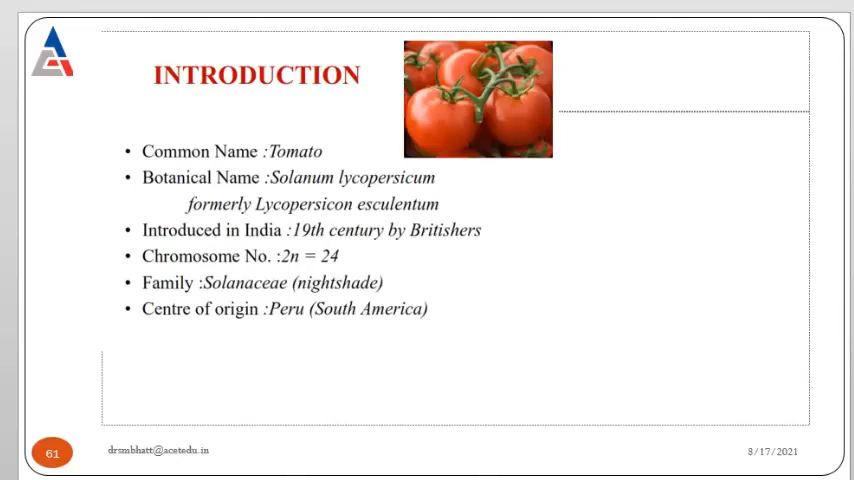 INTRODUCTION
• Common Name :Tomato
• Botanical Name :Solanum lycopersicum
formerly Lycopersicon esculentum
• Introduced in India :19th century by Britishers
• Chromosome No. :2n = 24
• Family :Solanaceae (nightshade)
• Centre of origin :Peru (South America)
61
drsmbhatt@acetedu.in
8/17/2021